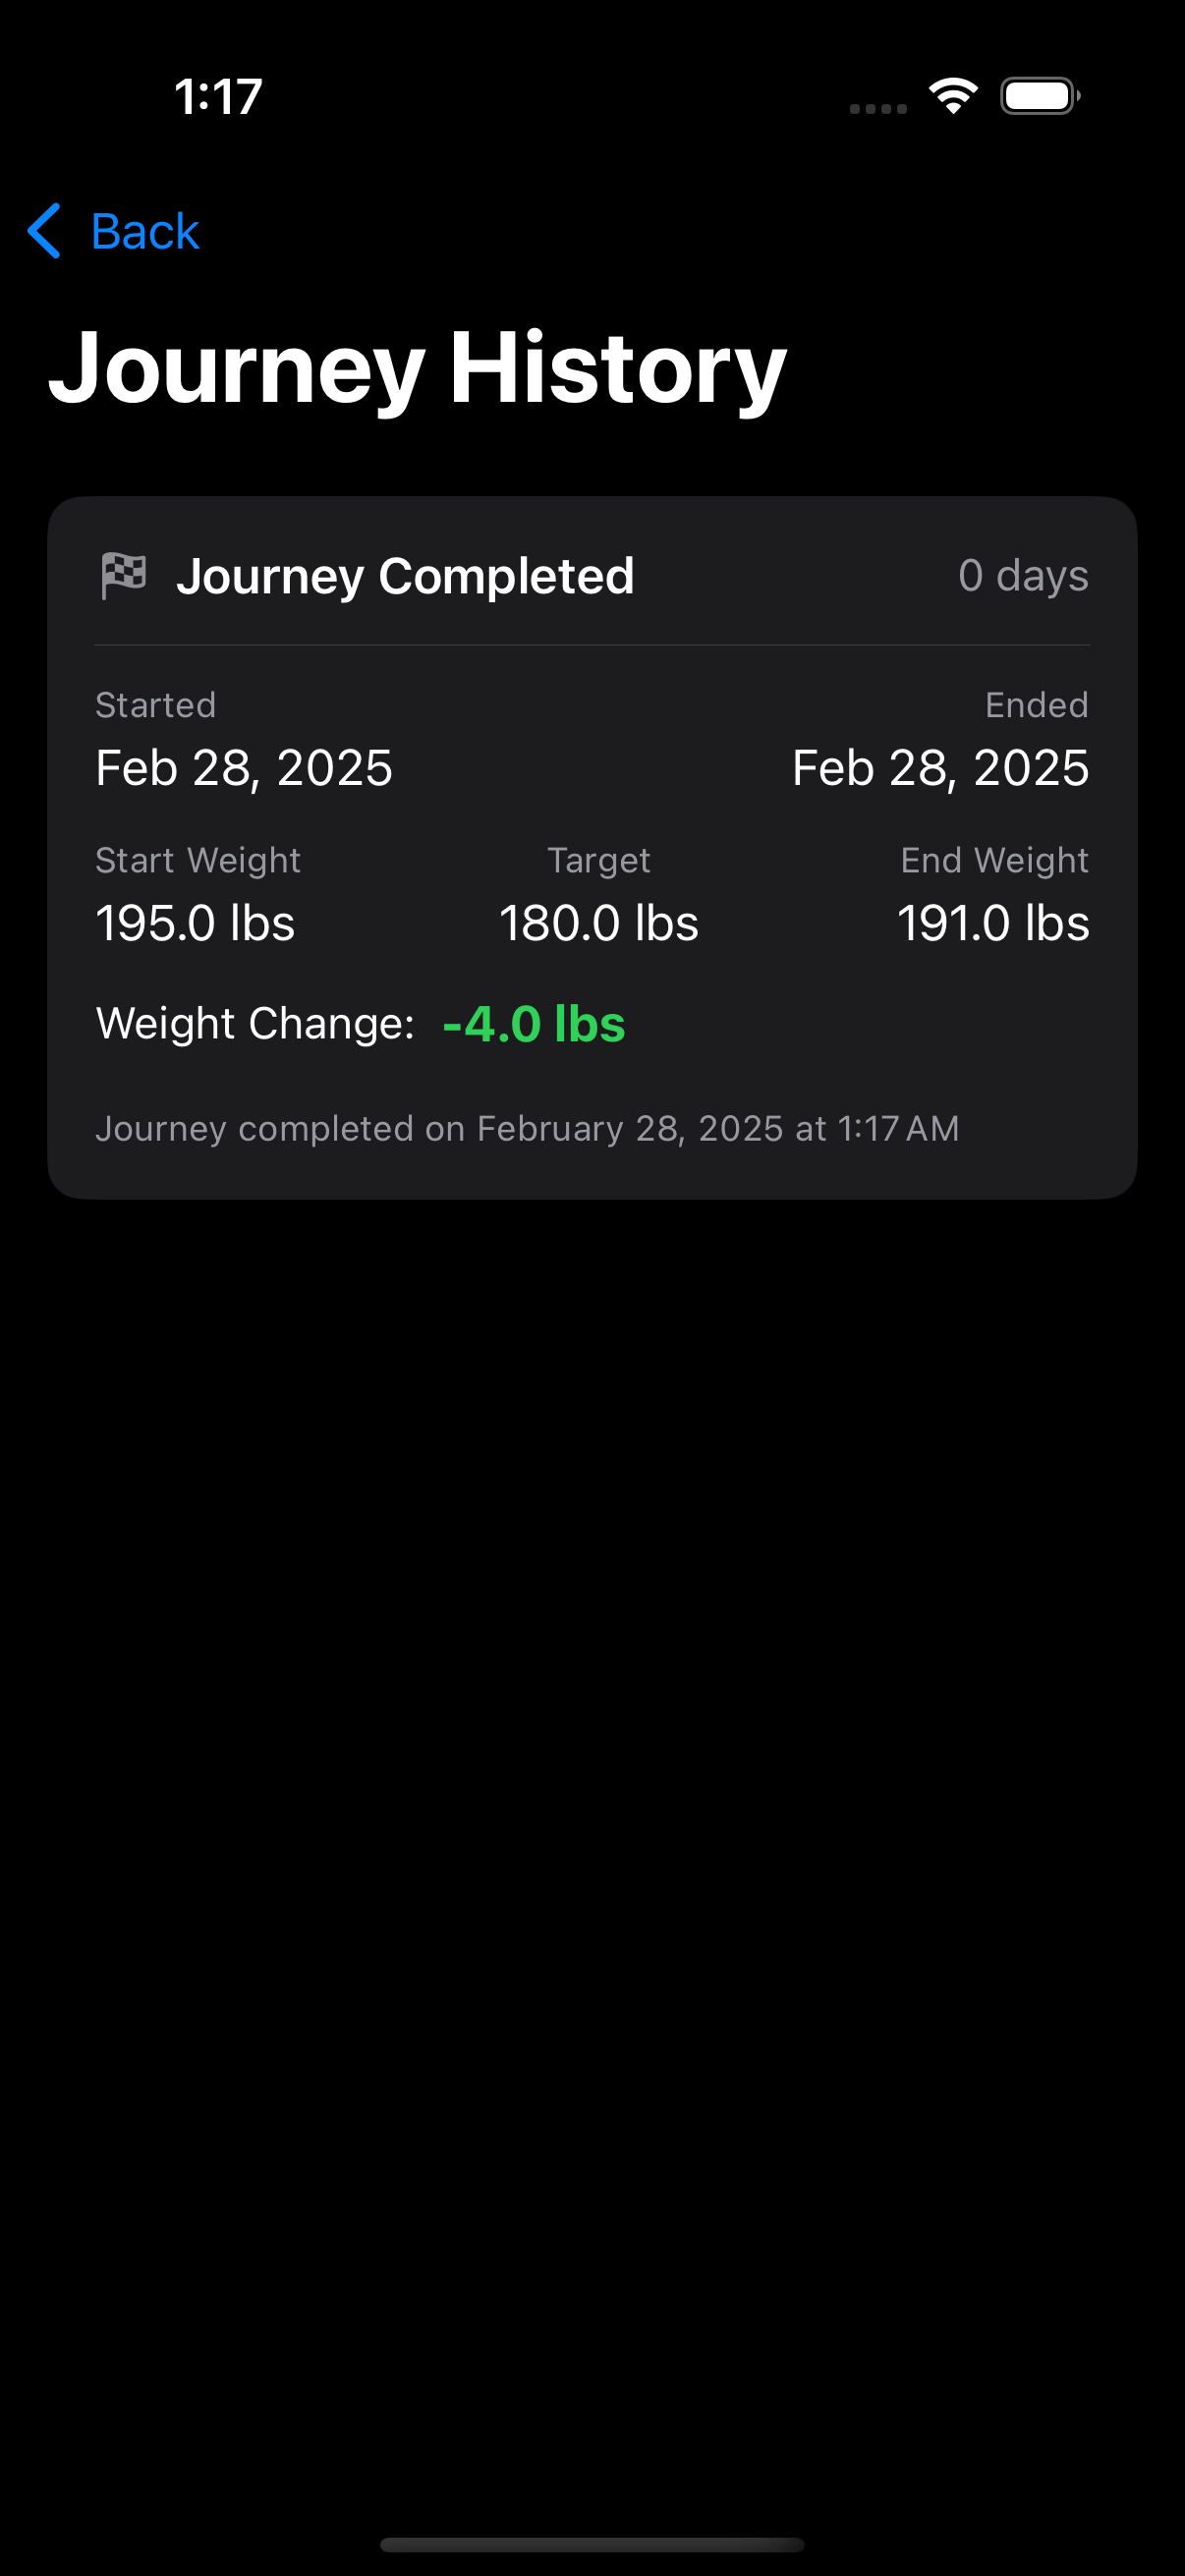 1:17
Back
Journey History
Journey Completed 0 days
Started Ended
Feb 28, 2025 Feb 28, 2025
Start Weight Target End Weight
195.0 lbs 180.0 lbs 191.0 lbs
Weight Change: -4.0 lbs
Journey completed on February 28, 2025 at 1:17 AM